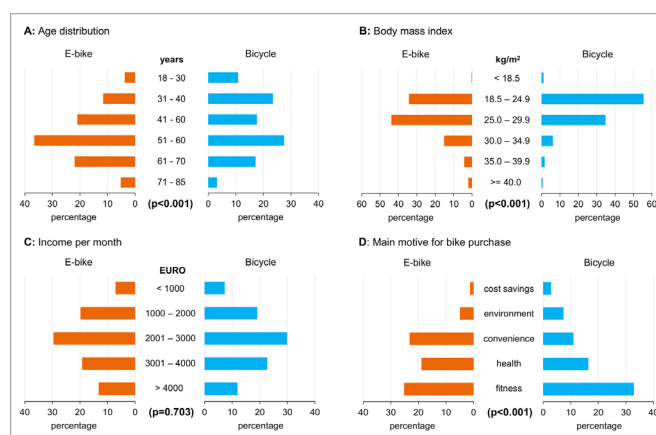 A: Age distribution
E-bike years Bicycle
18 - 30
31 - 40
41 - 60
51 - 60
61 - 70
71 - 85
40 30 20 10 0 (p<0.001) 0 10 20 30 40
percentage percentage
B: Body mass index
E-bike kg/m² Bicycle
< 18.5
18.5 – 24.9
25.0 – 29.9
30.0 – 34.9
35.0 – 39.9
>= 40.0
60 50 40 30 20 10 0 (p<0.001) 0 10 20 30 40 50 60
percentage percentage
C: Income per month
E-bike EURO Bicycle
< 1000
1000 – 2000
2001 – 3000
3001 – 4000
> 4000
40 30 20 10 0 (p=0.703) 0 10 20 30 40
percentage percentage
D: Main motive for bike purchase
E-bike Bicycle
cost savings
environment
convenience
health
fitness
40 30 20 10 0 (p<0.001) 0 10 20 30 40
percentage percentage